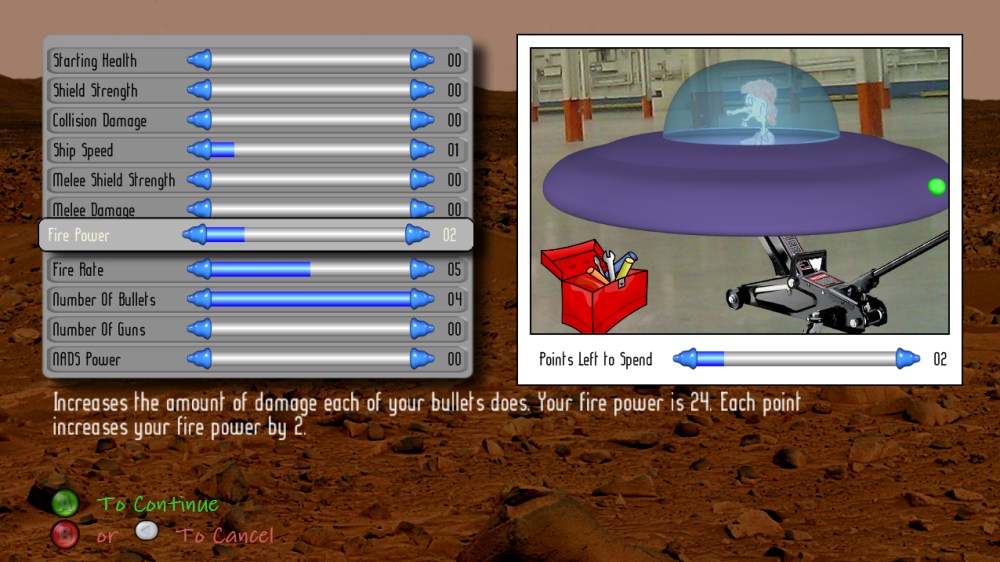 Starting Health 00
Shield Strength 00
Collision Damage 00
Ship Speed 01
Melee Shield Strength 00
Melee Damage 00
Fire Power 02
Fire Rate 05
Number Of Bullets 04
Number Of Guns 00
NADS Power 00
Points Left to Spend 02
Increases the amount of damage each of your bullets does. Your fire power is 24. Each point
increases your fire power by 2.
A To Continue
B or To Cancel